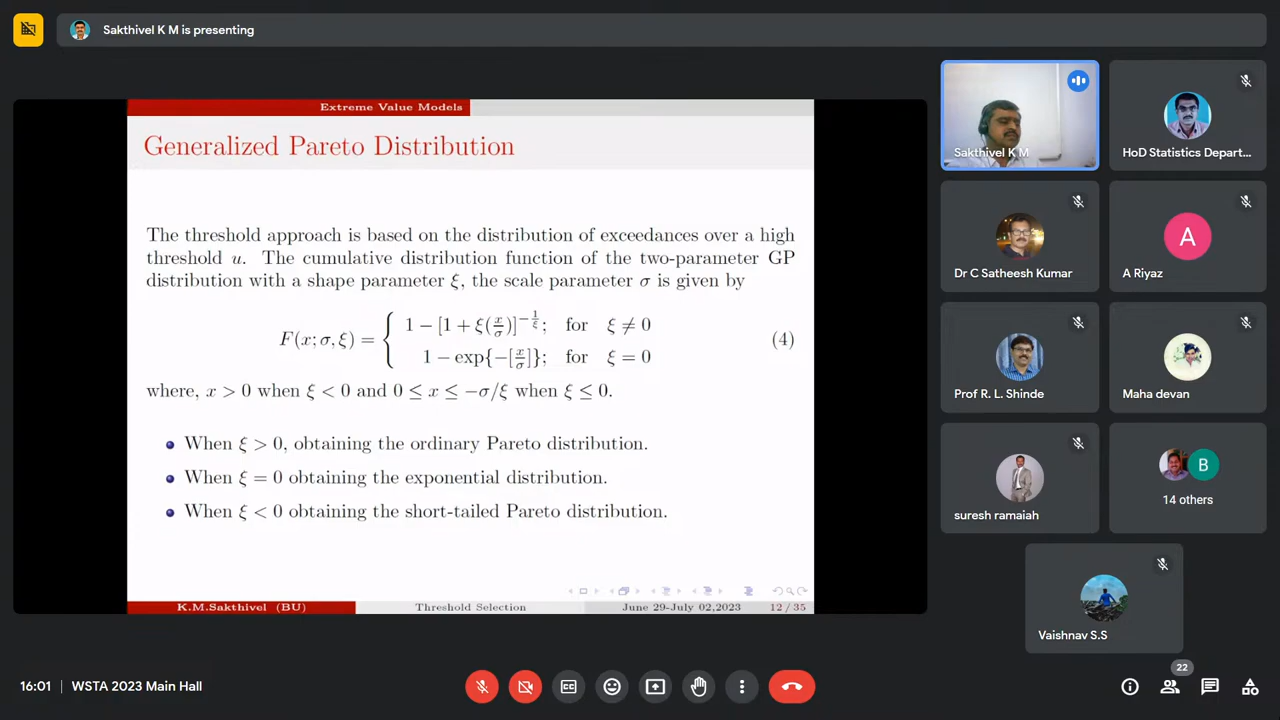 Sakthivel K M is presenting
Extreme Value Models
Generalized Pareto Distribution
The threshold approach is based on the distribution of exceedances over a high
threshold u. The cumulative distribution function of the two-parameter GP
distribution with a shape parameter ξ, the scale parameter σ is given by
F(x; σ, ξ) = { 1 − [1 + ξ(x/σ)]^{−1/ξ}; for ξ ≠ 0
1 − exp{−[x/σ]}; for ξ = 0 (4)
where, x > 0 when ξ < 0 and 0 ≤ x ≤ −σ/ξ when ξ ≤ 0.
When ξ > 0, obtaining the ordinary Pareto distribution.
When ξ = 0 obtaining the exponential distribution.
When ξ < 0 obtaining the short-tailed Pareto distribution.
K.M.Sakthivel (BU) Threshold Selection June 29-July 02,2023 12 / 35
Sakthivel K M
HoD Statistics Depart...
Dr C Satheesh Kumar
A
A Riyaz
Prof R. L. Shinde
Maha devan
suresh ramaiah
B
14 others
Vaishnav S.S
16:01 | WSTA 2023 Main Hall
CC
22